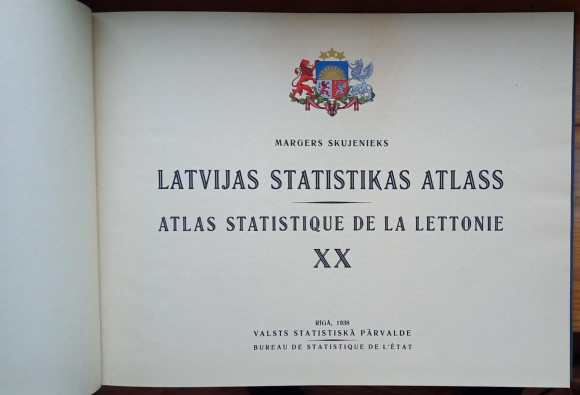 MARGERS SKUJENIEKS
LATVIJAS STATISTIKAS ATLASS
ATLAS STATISTIQUE DE LA LETTONIE
XX
RĪGĀ, 1938
VALSTS STATISTISKĀ PĀRVALDE
BUREAU DE STATISTIQUE DE L'ÉTAT